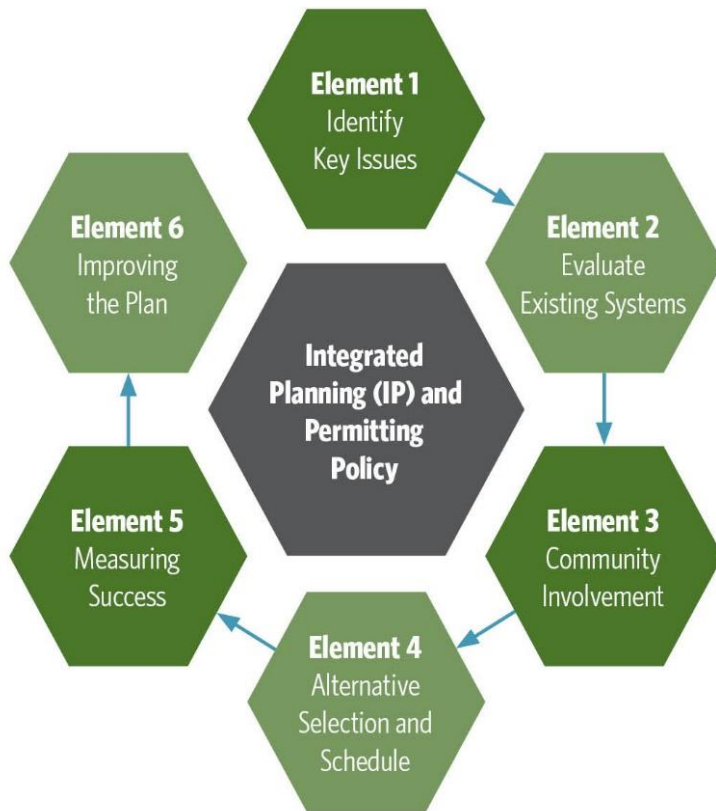 Element 1
Identify
Key Issues
Element 2
Evaluate
Existing Systems
Element 3
Community
Involvement
Element 4
Alternative
Selection and
Schedule
Element 5
Measuring
Success
Element 6
Improving
the Plan
Integrated
Planning (IP) and
Permitting
Policy